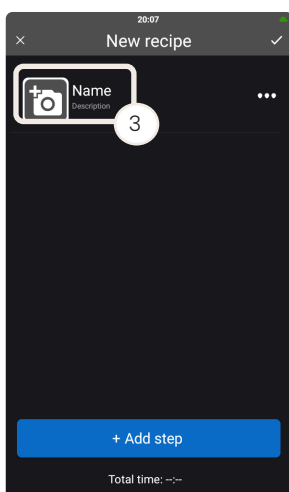 20:07
× New recipe ✓
Name
Description
3
+ Add step
Total time: --:--